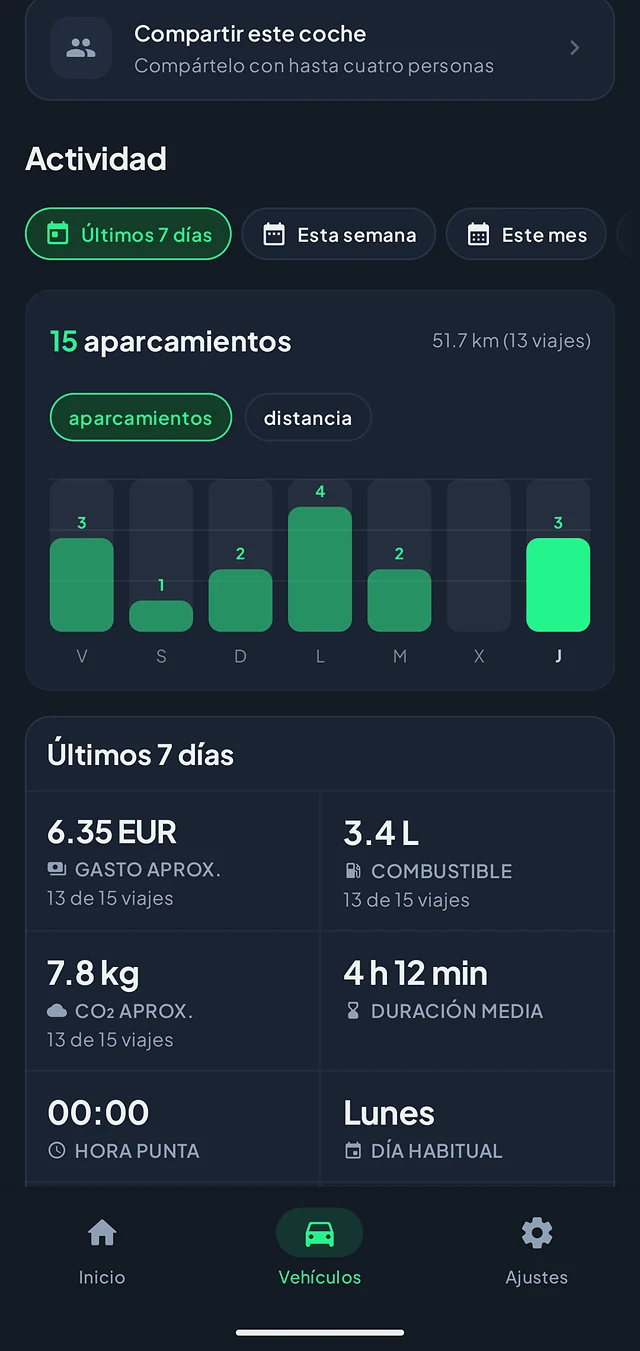 Compartir este coche
Compártelo con hasta cuatro personas
Actividad
Últimos 7 días
Esta semana
Este mes
15 aparcamientos
51.7 km (13 viajes)
aparcamientos
distancia
3
1
2
4
2
3
V
S
D
L
M
X
J
Últimos 7 días
6.35 EUR
GASTO APROX.
13 de 15 viajes
3.4 L
COMBUSTIBLE
13 de 15 viajes
7.8 kg
CO₂ APROX.
13 de 15 viajes
4 h 12 min
DURACIÓN MEDIA
00:00
HORA PUNTA
Lunes
DÍA HABITUAL
Inicio
Vehículos
Ajustes